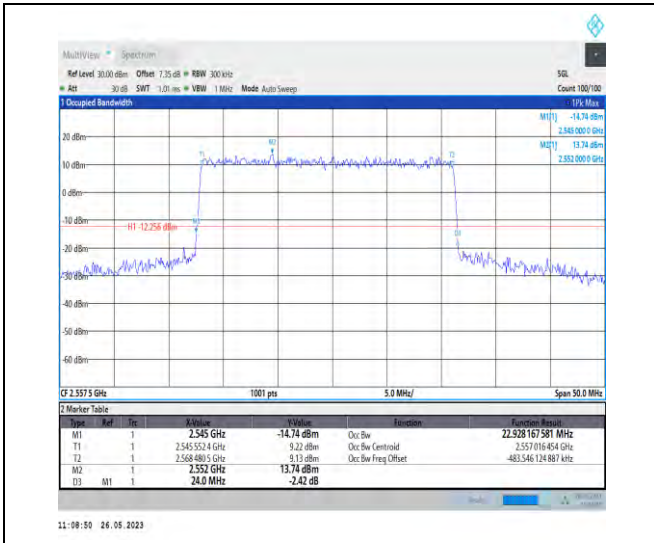 MultiView Spectrum
Ref Level 30.00 dBm Offset 7.35 dB RBW 300 kHz SGL
Att 30 dB SWT 1.01 ms VBW 1 MHz Mode Auto Sweep Count 100/100
1 Occupied Bandwidth 1Pk Max
M1[1] -14.74 dBm
2.545 000 0 GHz
M2[1] 13.74 dBm
2.552 000 0 GHz
20 dBm
M2
T1 T2
10 dBm
0 dBm
-10 dBm
H1 -12.256 dBm M1
D3
-20 dBm
-30 dBm
-40 dBm
-50 dBm
-60 dBm
CF 2.557 5 GHz 1001 pts 5.0 MHz/ Span 50.0 MHz
2 Marker Table
Type Ref Trc X-Value Y-Value Function Function Result
M1 1 2.545 GHz -14.74 dBm Occ Bw 22.928 167 581 MHz
T1 1 2.545 552 4 GHz 9.22 dBm Occ Bw Centroid 2.557 016 454 GHz
T2 1 2.568 480 5 GHz 9.13 dBm Occ Bw Freq Offset -483.546 124 887 kHz
M2 1 2.552 GHz 13.74 dBm
D3 M1 1 24.0 MHz -2.42 dB
11:08:50 26.05.2023